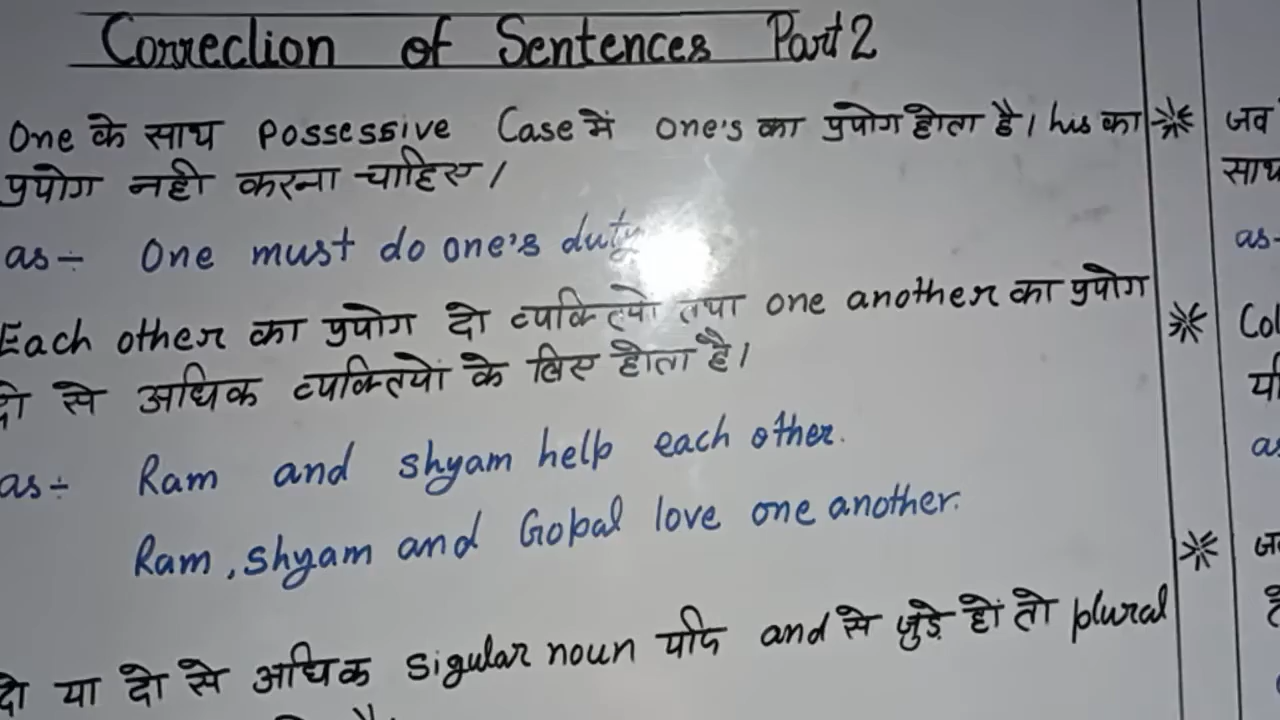 Correction of Sentences Part 2
One के साथ possessive Case में one's का प्रयोग होता है। his का
प्रयोग नही करना चाहिए।
as÷ One must do one's duty
Each other का प्रयोग दो व्यक्तियो तथा one another का प्रयोग
दो से अधिक व्यक्तियों के लिए होता है।
as÷ Ram and shyam help each other.
Ram, shyam and Gopal love one another.
दो या दो से अधिक sigular noun यदि and से जुड़े हों तो plural
जब
साथ
as-
Col
as